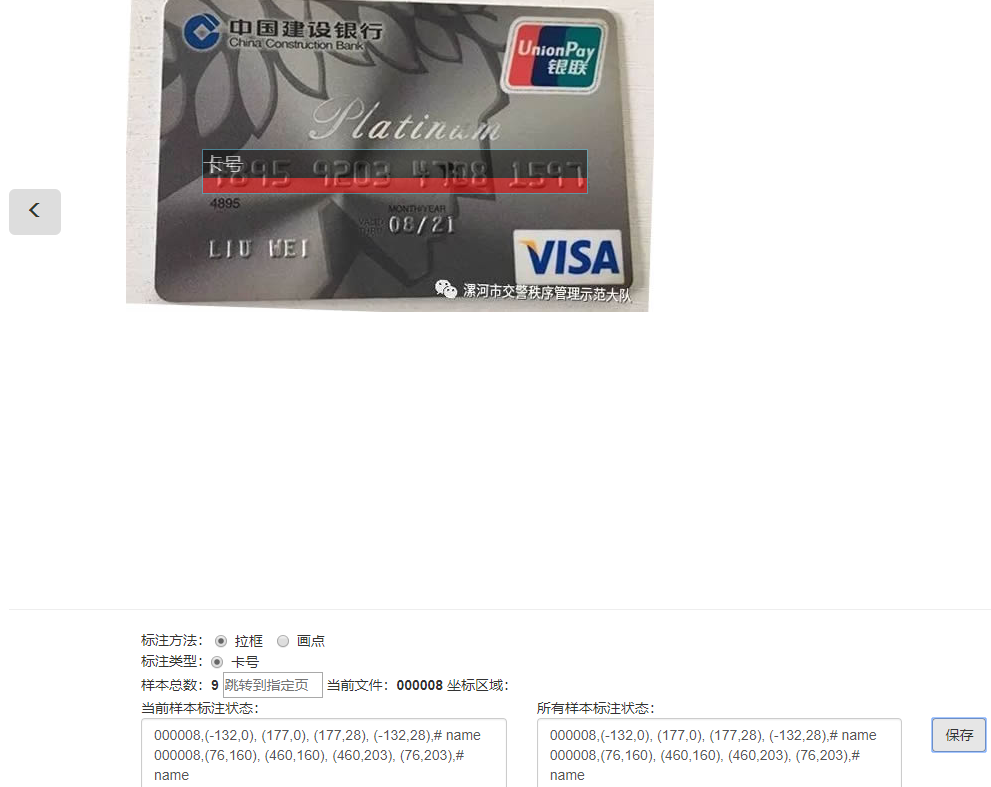 中国建设银行
China Construction Bank
UnionPay
银联
Platinum
卡号
9203 1597
4895
MONTH/YEAR
08/21
LIU WEI
VISA
漯河市交警秩序管理示范大队
<
标注方法： 拉框 画点
标注类型： 卡号
样本总数：9 跳转到指定页 当前文件：000008 坐标区域：
当前样本标注状态：
000008,(-132,0), (177,0), (177,28), (-132,28),# name
000008,(76,160), (460,160), (460,203), (76,203),#
name
所有样本标注状态：
000008,(-132,0), (177,0), (177,28), (-132,28),# name
000008,(76,160), (460,160), (460,203), (76,203),#
name
保存